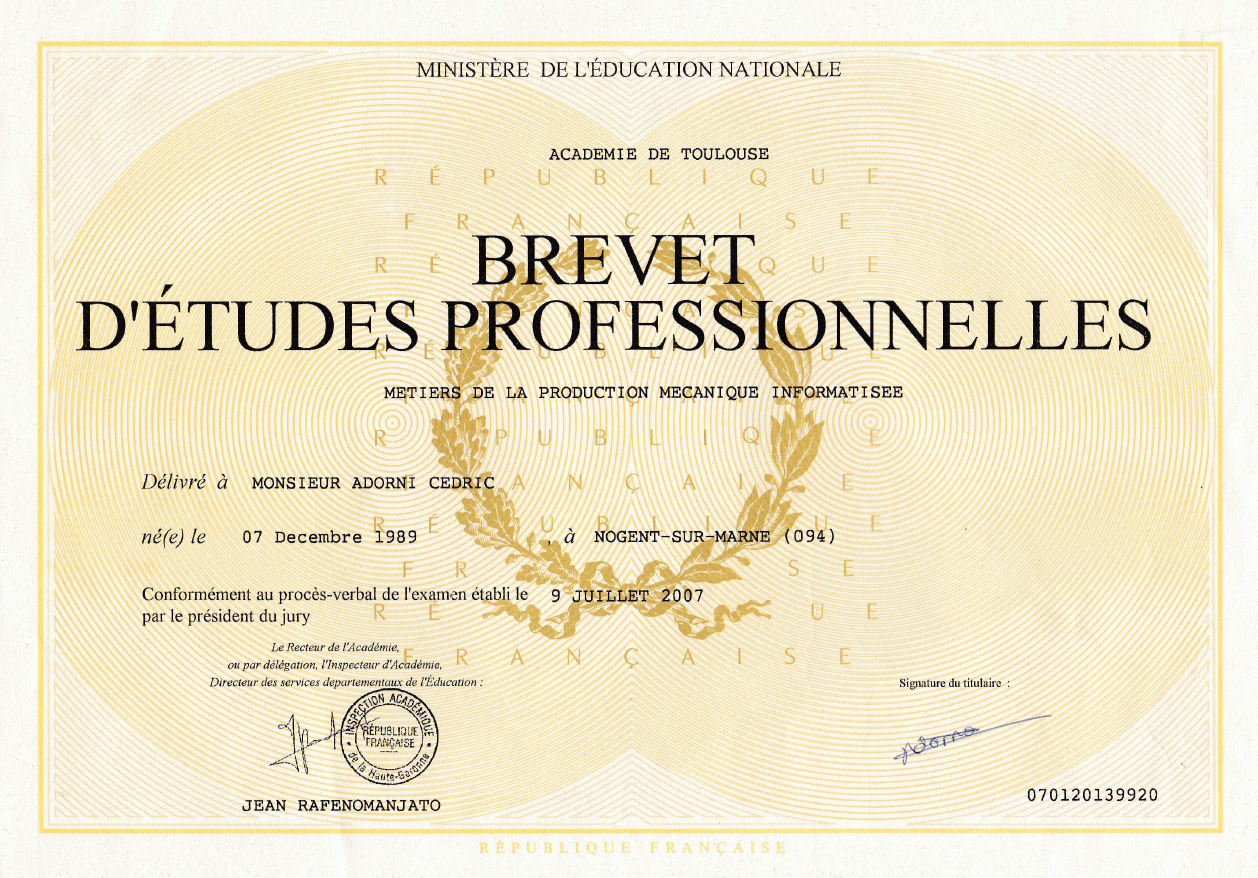 MINISTÈRE DE L'ÉDUCATION NATIONALE
ACADEMIE DE TOULOUSE
RÉPUBLIQUE
FRANÇAISE
BREVET
D'ÉTUDES PROFESSIONNELLES
METIERS DE LA PRODUCTION MECANIQUE INFORMATISEE
RÉPUBLIQUE
FRANÇAISE
Délivré à MONSIEUR ADORNI CEDRIC
né(e) le 07 Decembre 1989 , à NOGENT-SUR-MARNE (094)
Conformément au procès-verbal de l'examen établi le 9 JUILLET 2007
par le président du jury
FRANÇAISE
Le Recteur de l'Académie,
ou par délégation, l'Inspecteur d'Académie,
Directeur des services departementaux de l'Éducation :
Signature du titulaire :
INSPECTION ACADÉMIQUE
RÉPUBLIQUE
FRANÇAISE
de la Haute-Garonne
JEAN RAFENOMANJATO
070120139920
RÉPUBLIQUE FRANÇAISE